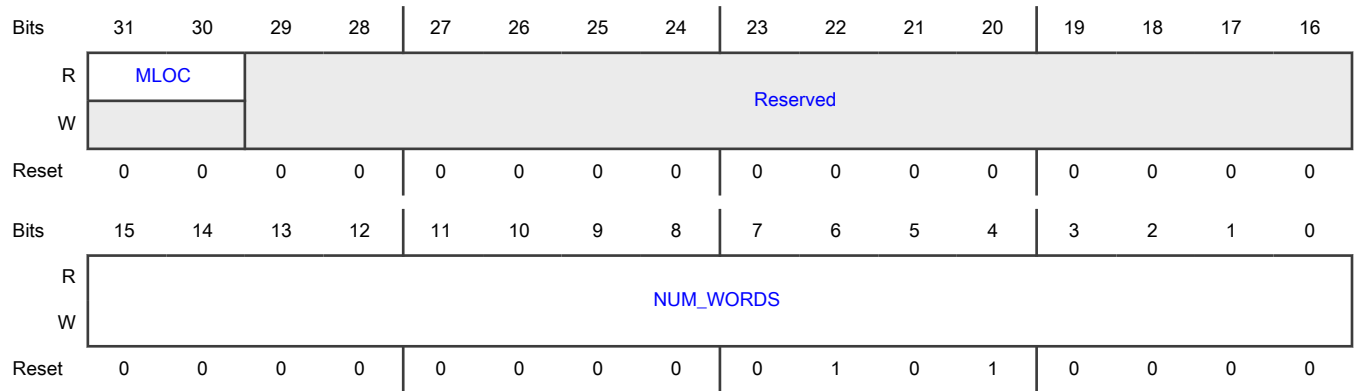 Bits 31 30 29 28 27 26 25 24 23 22 21 20 19 18 17 16
R MLOC Reserved
W
Reset 0 0 0 0 0 0 0 0 0 0 0 0 0 0 0 0
Bits 15 14 13 12 11 10 9 8 7 6 5 4 3 2 1 0
R NUM_WORDS
W
Reset 0 0 0 0 0 0 0 0 0 1 0 1 0 0 0 0